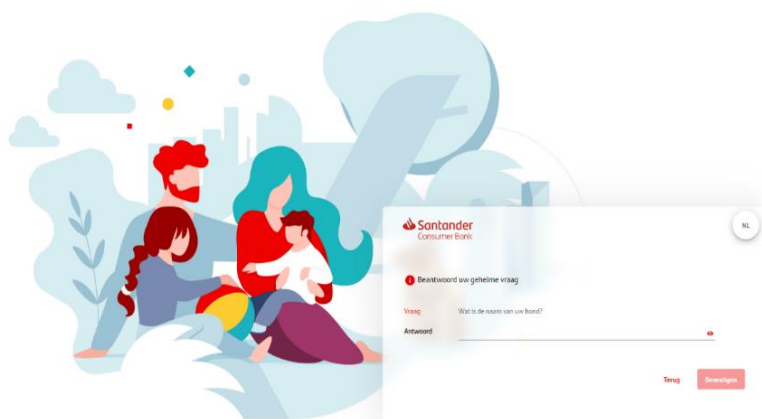 Santander
Consumer Bank
NL
Beantwoord uw geheime vraag
Vraag Wat is de naam van uw hond?
Antwoord
Terug Bevestigen